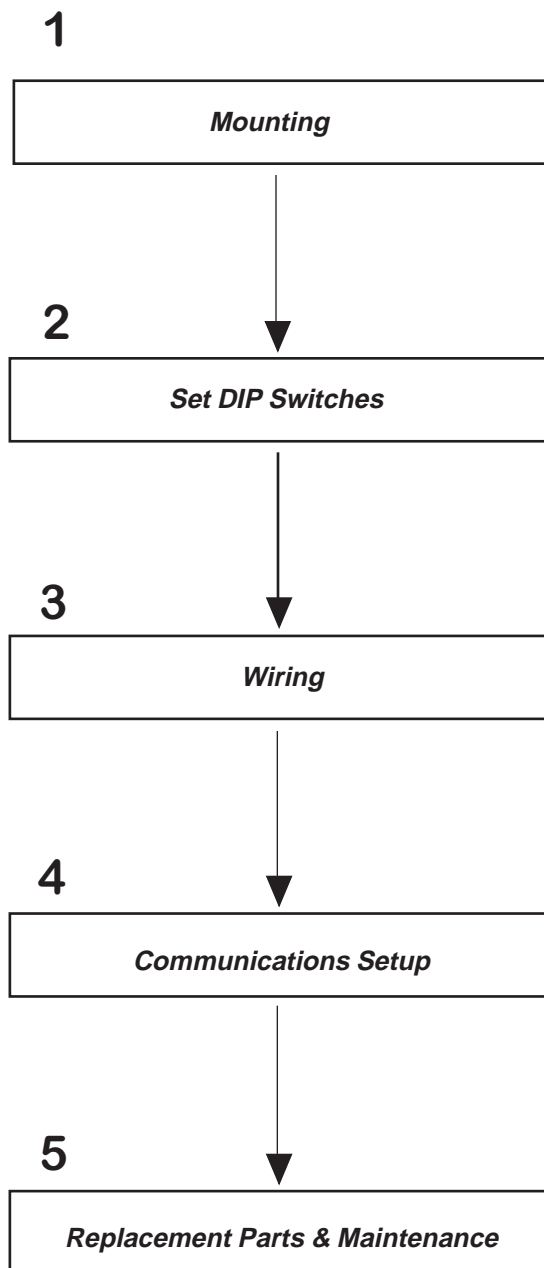 1
Mounting
2
Set DIP Switches
3
Wiring
4
Communications Setup
5
Replacement Parts & Maintenance